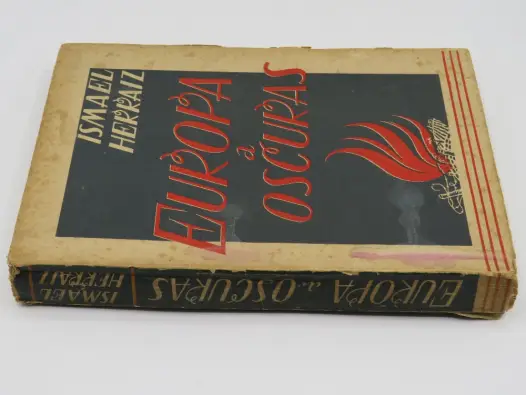 ISMAEL
HERRAIZ
EUROPA
a
OSCURAS
EUROPA a OSCURAS
ISMAEL
HERRAIZ